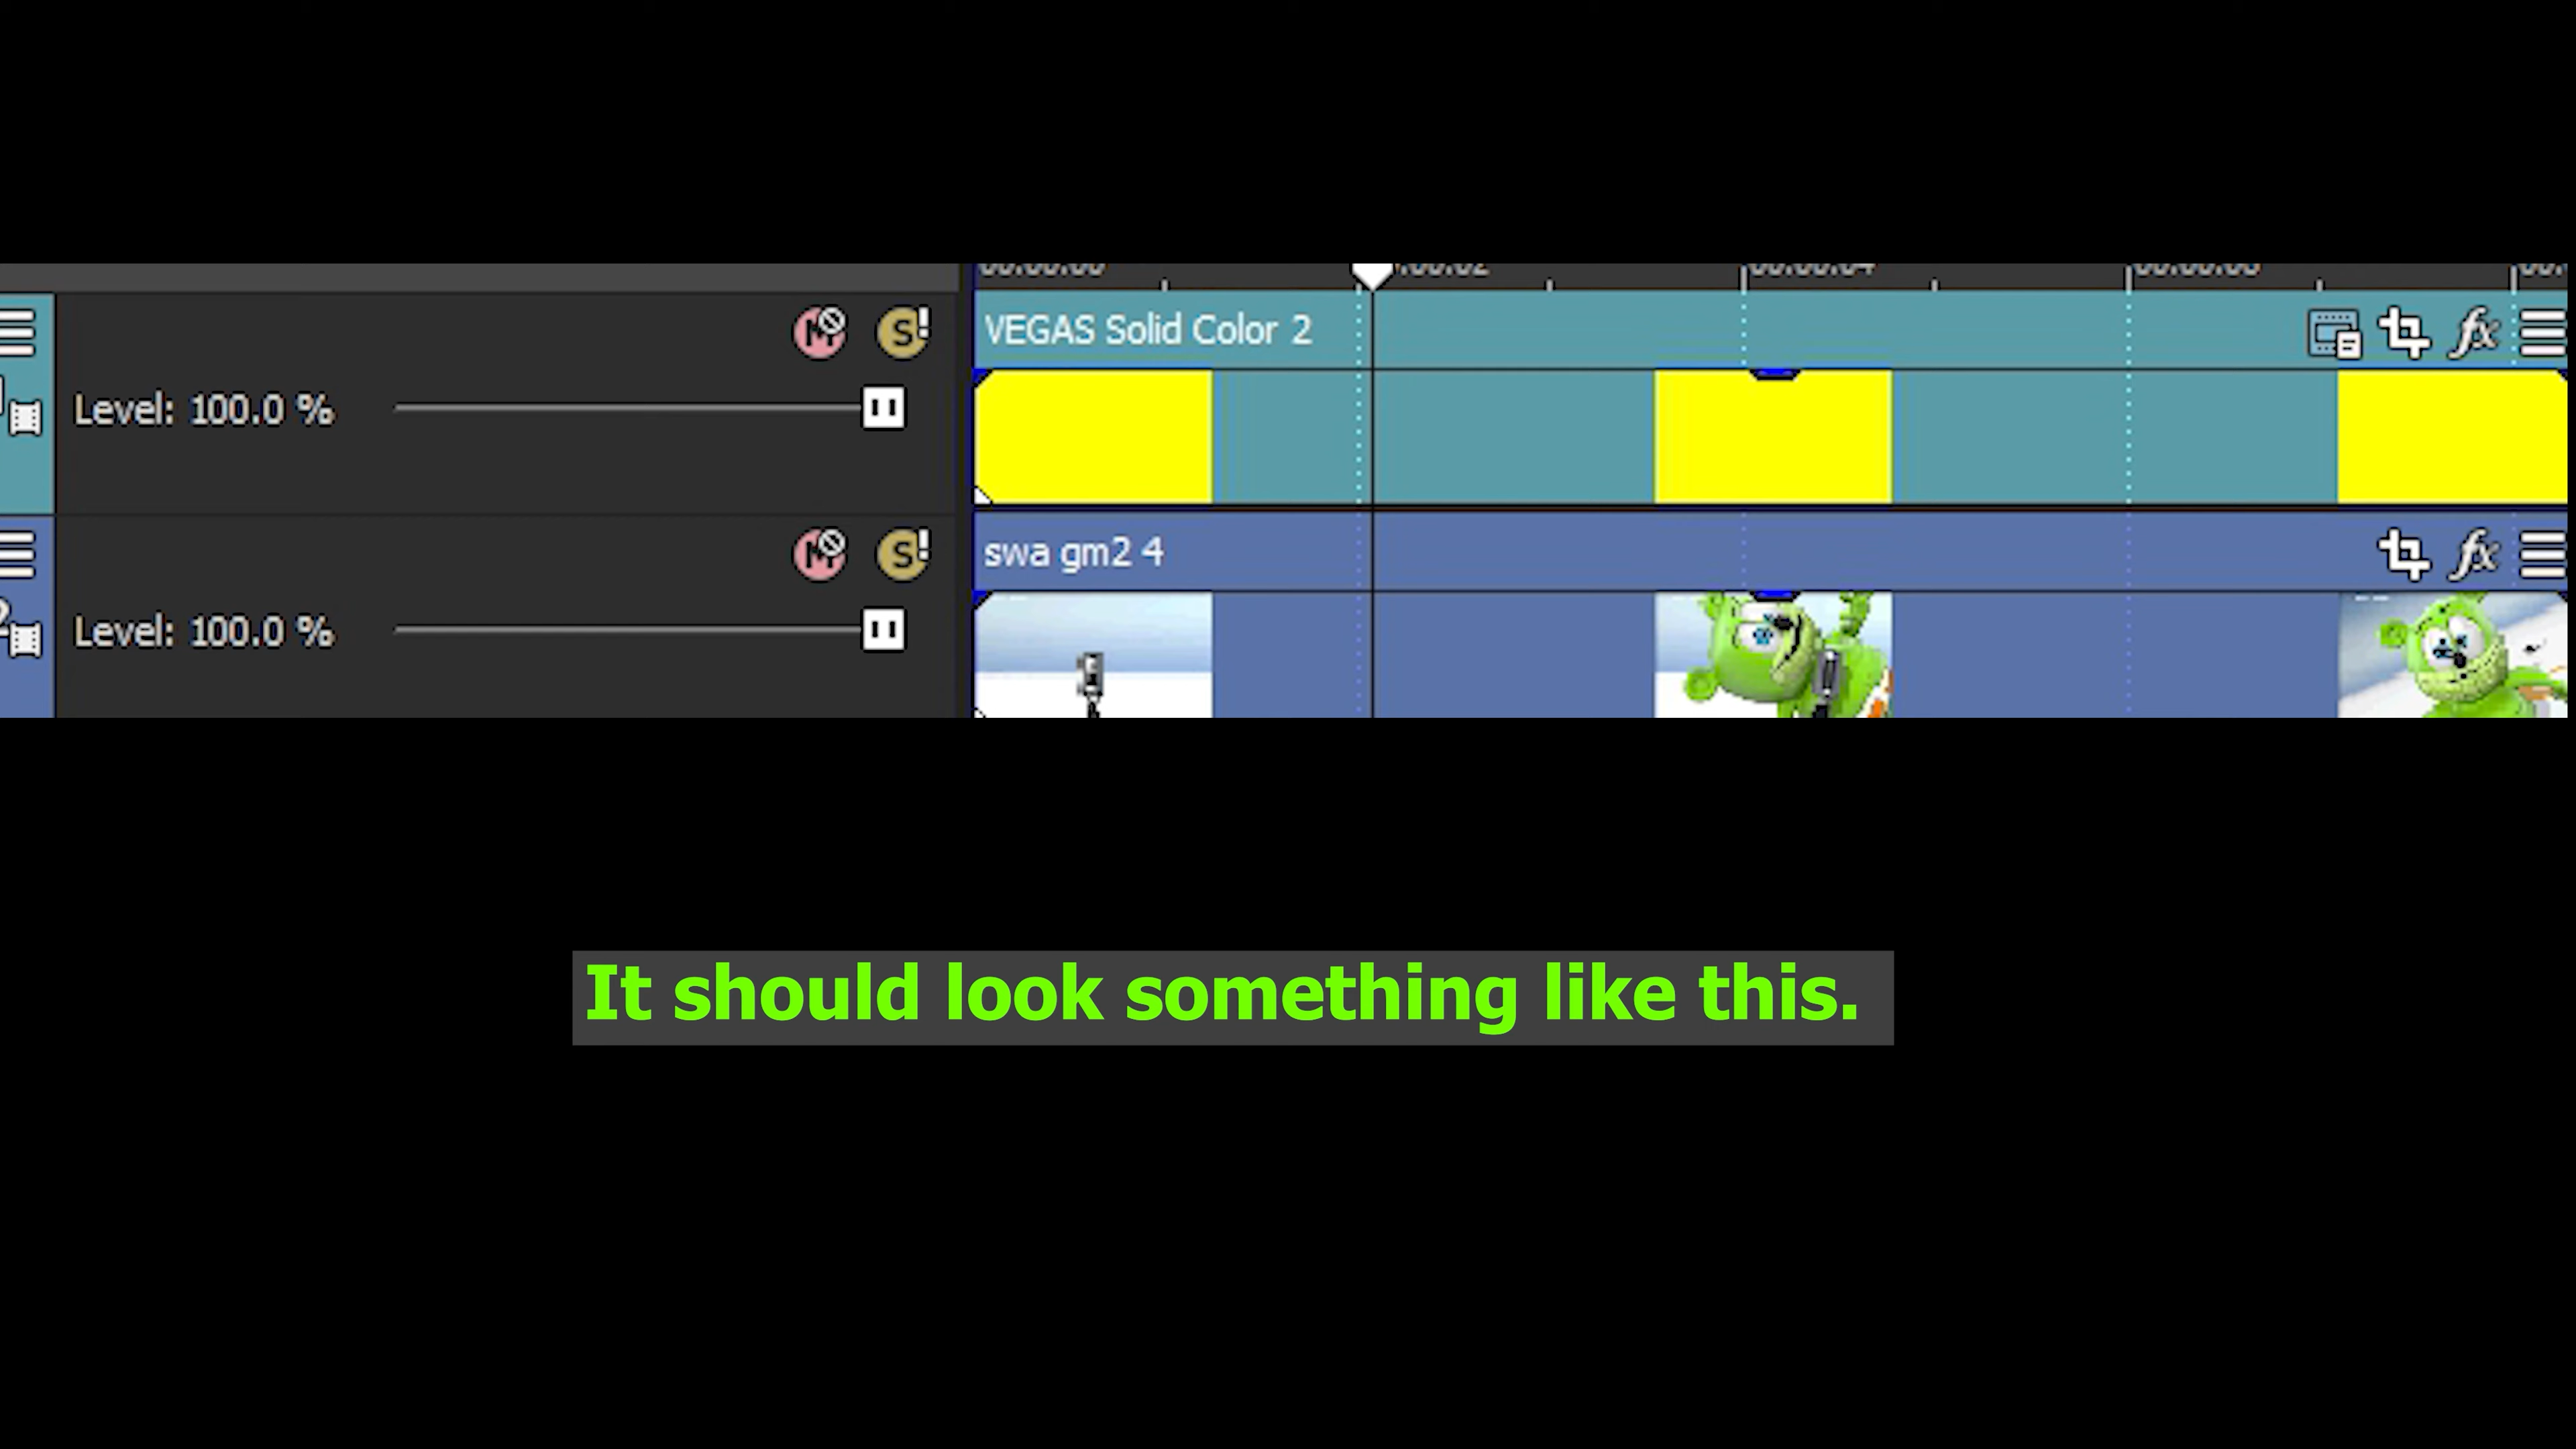 VEGAS Solid Color 2
Level: 100.0 %
swa gm2 4
Level: 100.0 %
It should look something like this.